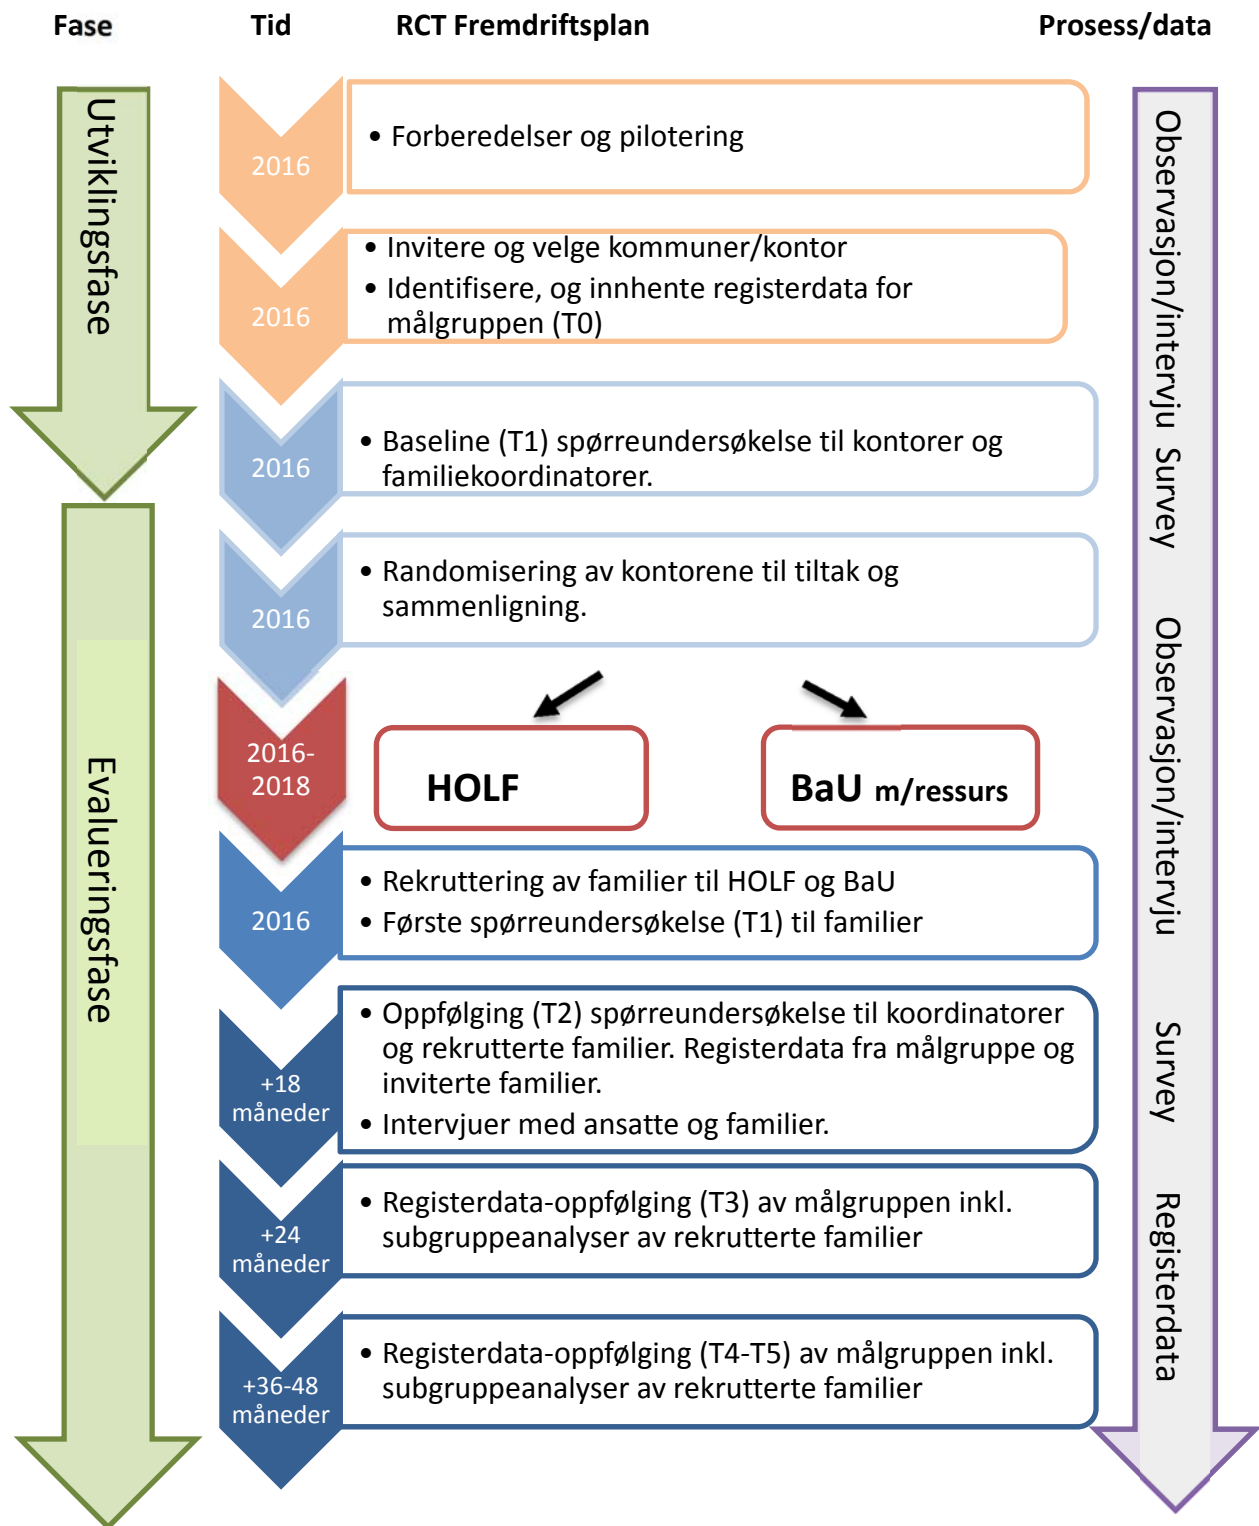 Fase
Tid
RCT Fremdriftsplan
Prosess/data
Utviklingsfase
2016
• Forberedelser og pilotering
2016
• Invitere og velge kommuner/kontor
• Identifisere, og innhente registerdata for
målgruppen (T0)
2016
• Baseline (T1) spørreundersøkelse til kontorer og
familiekoordinatorer.
Evalueringsfase
2016
• Randomisering av kontorene til tiltak og
sammenligning.
2016-
2018
HOLF
BaU m/ressurs
2016
• Rekruttering av familier til HOLF og BaU
• Første spørreundersøkelse (T1) til familier
+18
måneder
• Oppfølging (T2) spørreundersøkelse til koordinatorer
og rekrutterte familier. Registerdata fra målgruppe og
inviterte familier.
• Intervjuer med ansatte og familier.
+24
måneder
• Registerdata-oppfølging (T3) av målgruppen inkl.
subgruppeanalyser av rekrutterte familier
+36-48
måneder
• Registerdata-oppfølging (T4-T5) av målgruppen inkl.
subgruppeanalyser av rekrutterte familier
Observasjon/intervju Survey Observasjon/intervju Survey Registerdata